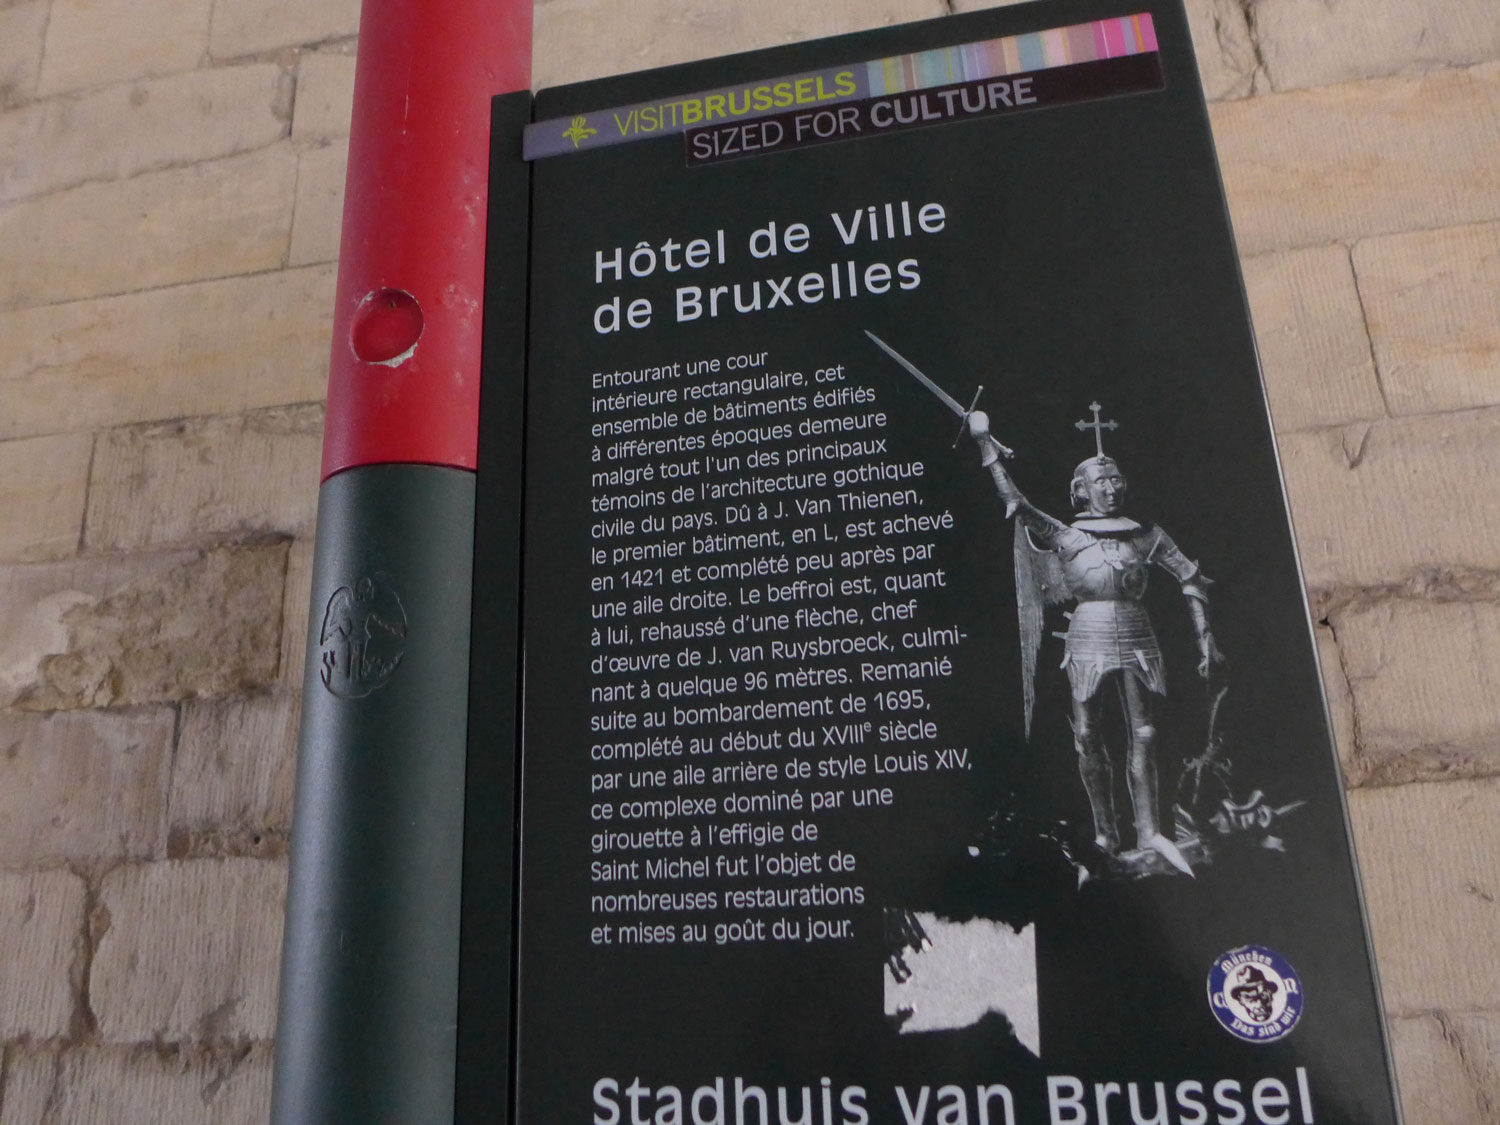 VISITBRUSSELS
SIZED FOR CULTURE
Hôtel de Ville
de Bruxelles
Entourant une cour
intérieure rectangulaire, cet
ensemble de bâtiments édifiés
à différentes époques demeure
malgré tout l'un des principaux
témoins de l'architecture gothique
civile du pays. Dû à J. Van Thienen,
le premier bâtiment, en L, est achevé
en 1421 et complété peu après par
une aile droite. Le beffroi est, quant
à lui, rehaussé d'une flèche, chef
d'œuvre de J. van Ruysbroeck, culmi-
nant à quelque 96 mètres. Remanié
suite au bombardement de 1695,
complété au début du XVIIIe siècle
par une aile arrière de style Louis XIV,
ce complexe dominé par une
girouette à l'effigie de
Saint Michel fut l'objet de
nombreuses restaurations
et mises au goût du jour.
München
Das sind wir
Stadhuis van Brussel